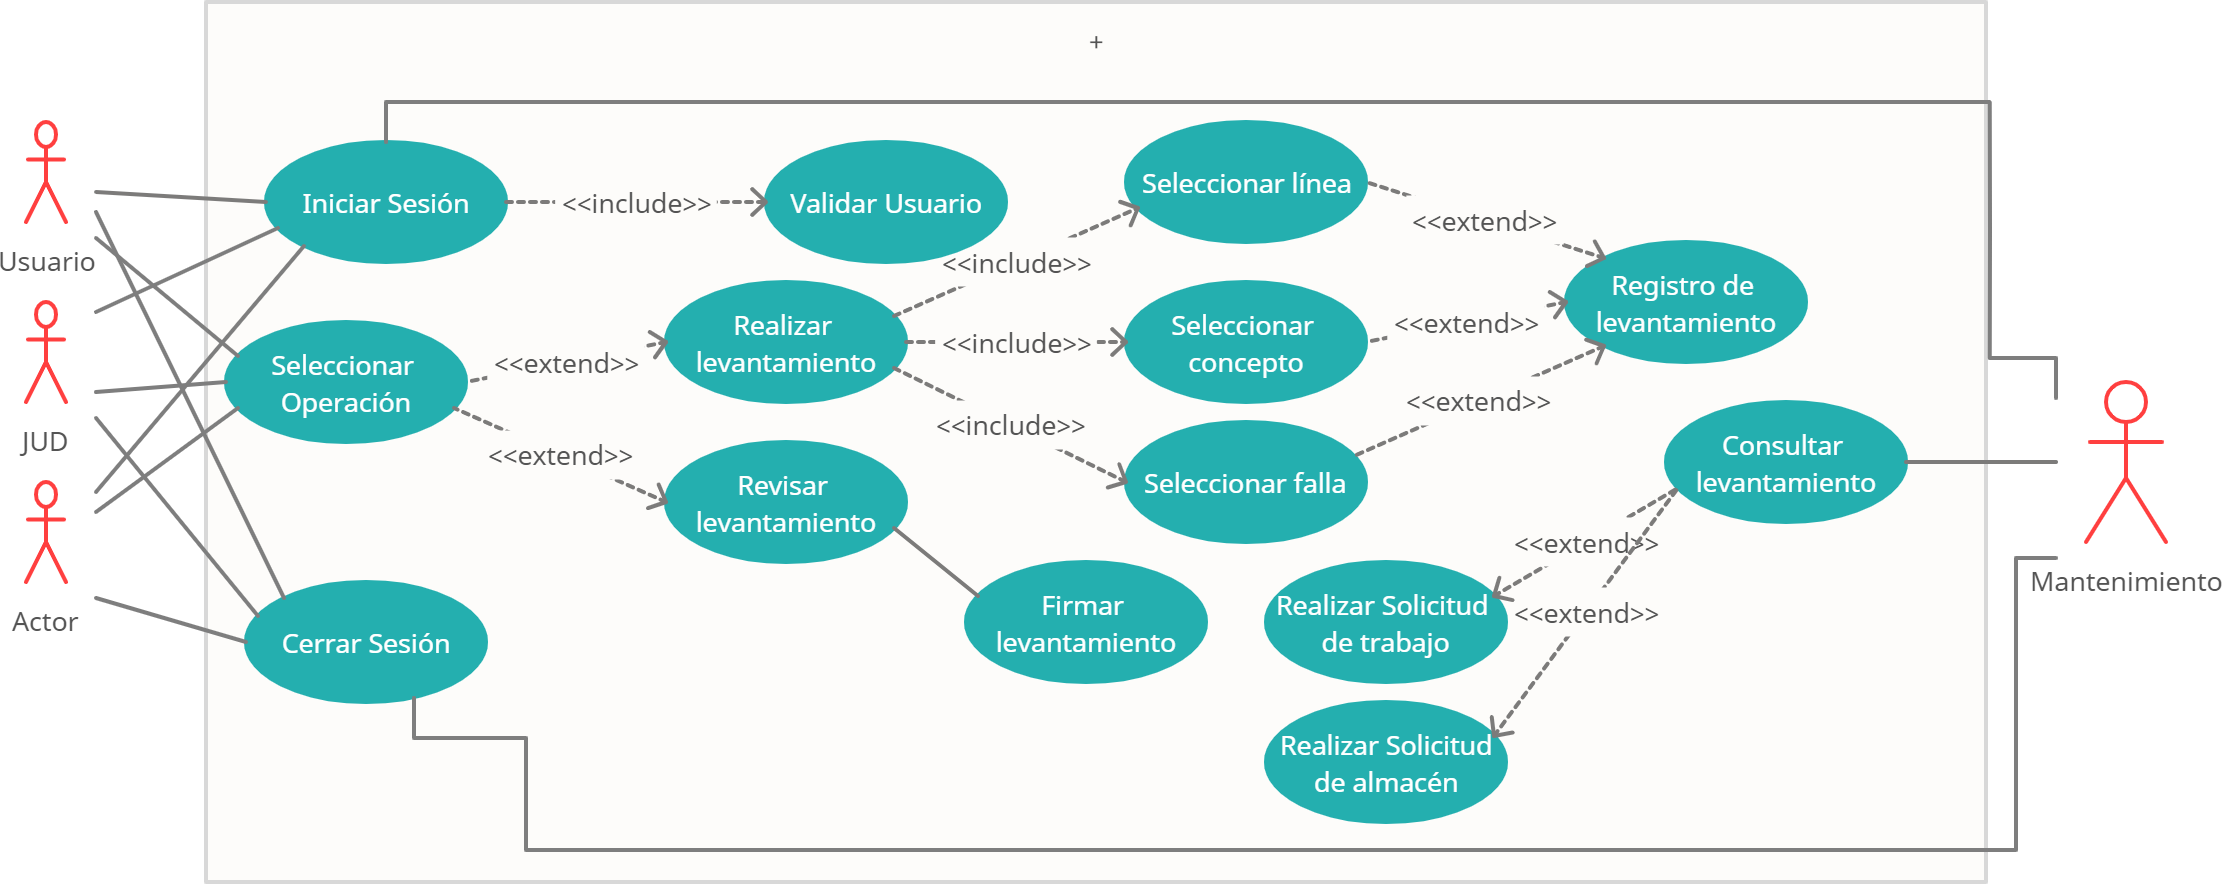 +
Usuario
JUD
Actor
Iniciar Sesión
<<include>>
Validar Usuario
Seleccionar
Operación
<<extend>>
<<extend>>
Realizar
levantamiento
Revisar
levantamiento
<<include>>
<<include>>
<<include>>
Seleccionar línea
Seleccionar
concepto
Seleccionar falla
<<extend>>
<<extend>>
<<extend>>
Registro de
levantamiento
Consultar
levantamiento
<<extend>>
<<extend>>
Cerrar Sesión
Firmar
levantamiento
Realizar Solicitud
de trabajo
Realizar Solicitud
de almacén
Mantenimiento